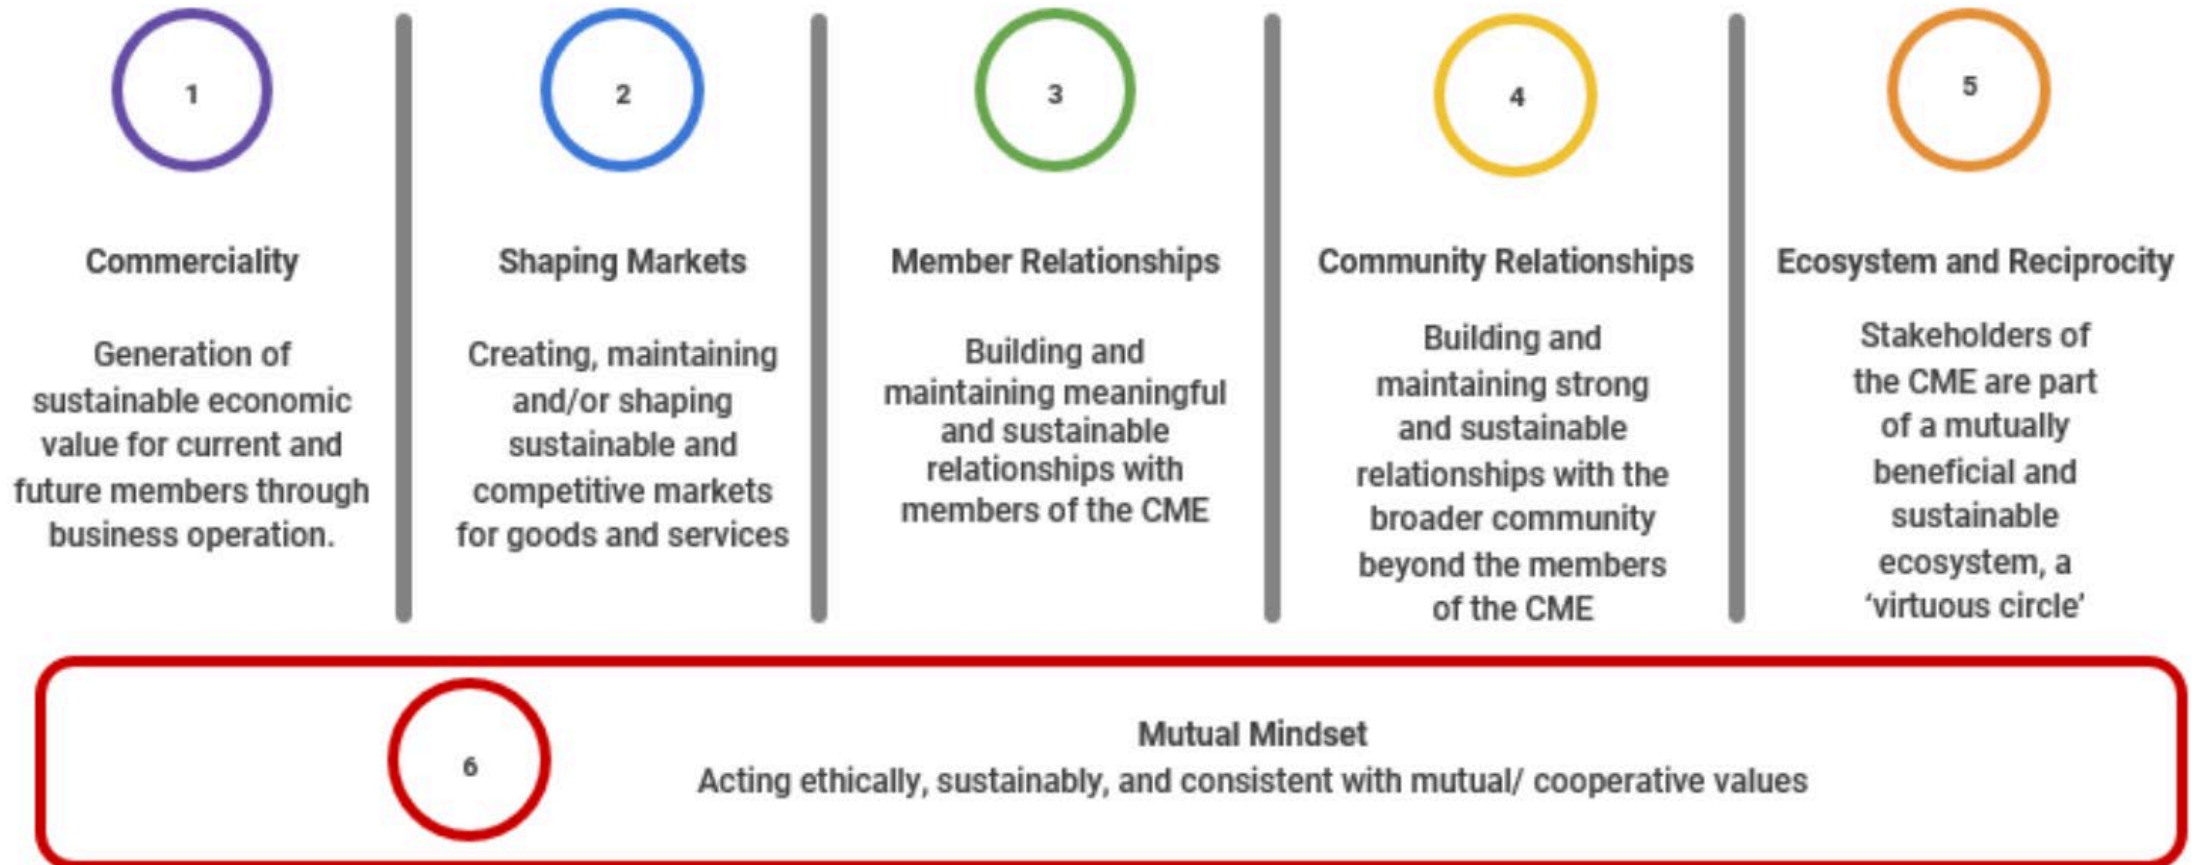 1
Commerciality
Generation of
sustainable economic
value for current and
future members through
business operation.
2
Shaping Markets
Creating, maintaining
and/or shaping
sustainable and
competitive markets
for goods and services
3
Member Relationships
Building and
maintaining meaningful
and sustainable
relationships with
members of the CME
4
Community Relationships
Building and
maintaining strong
and sustainable
relationships with the
broader community
beyond the members
of the CME
5
Ecosystem and Reciprocity
Stakeholders of
the CME are part
of a mutually
beneficial and
sustainable
ecosystem, a
‘virtuous circle’
6
Mutual Mindset
Acting ethically, sustainably, and consistent with mutual/ cooperative values